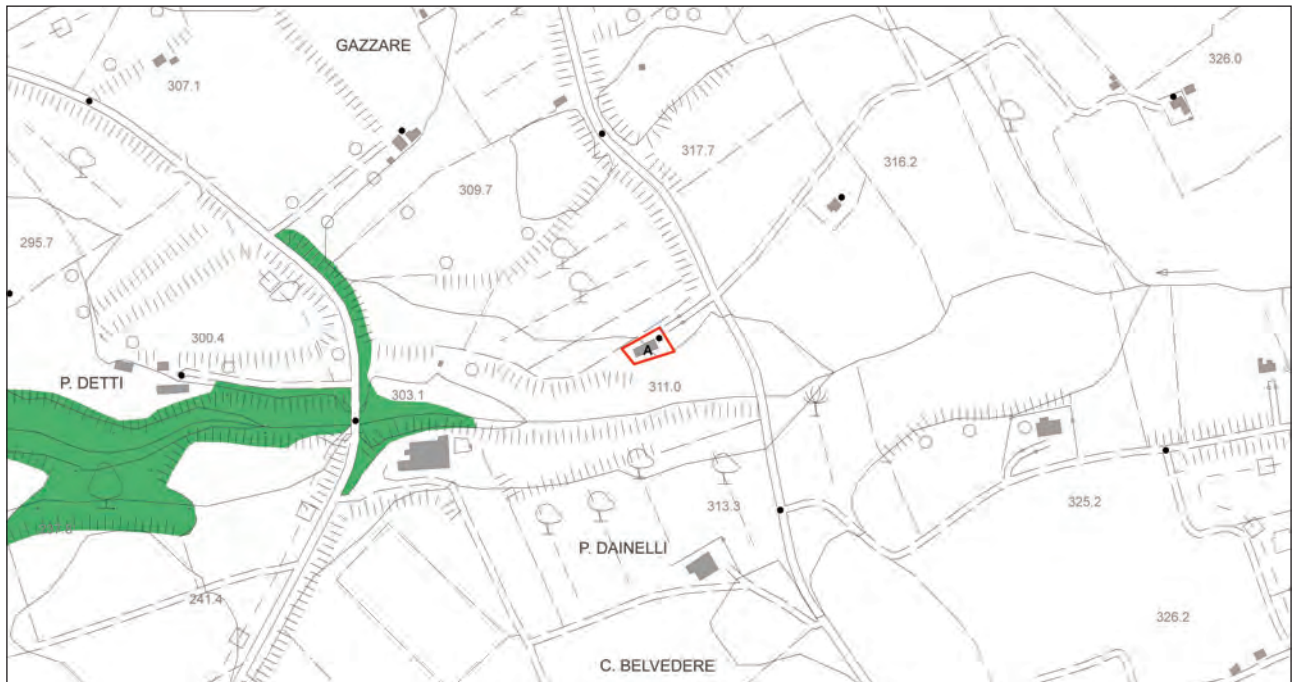 GAZZARE
326.0
307.1
317.7
316.2
309.7
295.7
300.4
A
P. DETTI
303.1
311.0
313.3
325.2
P. DAINELLI
241.4
326.2
C. BELVEDERE